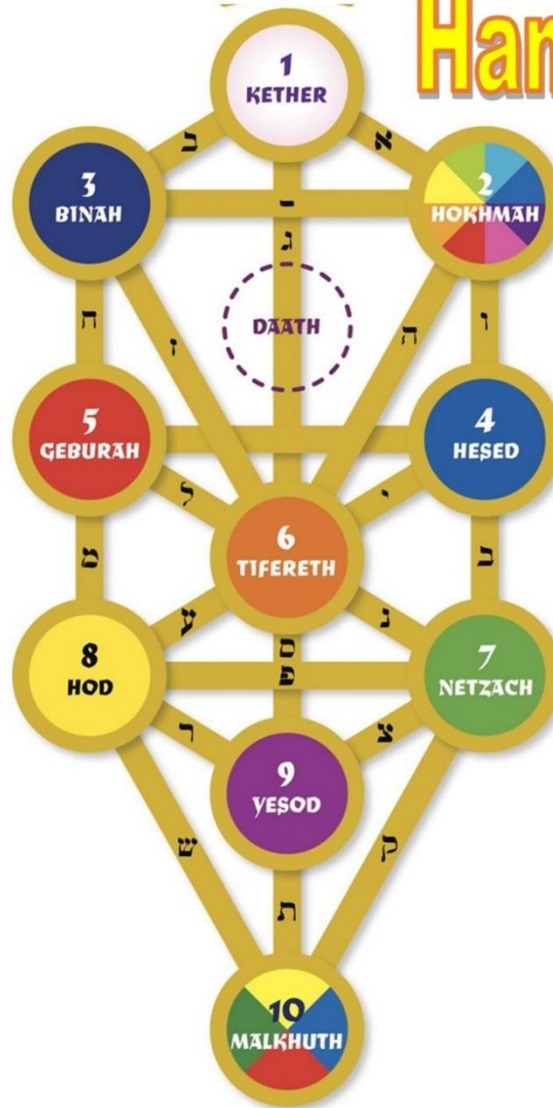 1
KETHER
ב א
3
BINAH
2
HOKHMAH
ג
DAATH
ח ז ה ו
5
GEBURAH
4
HESED
ל י
6
TIFERETH
מ
ע נ
ס
פ
8
HOD
7
NETZACH
ר צ
9
YESOD
ש ק
ת
10
MALKHUTH